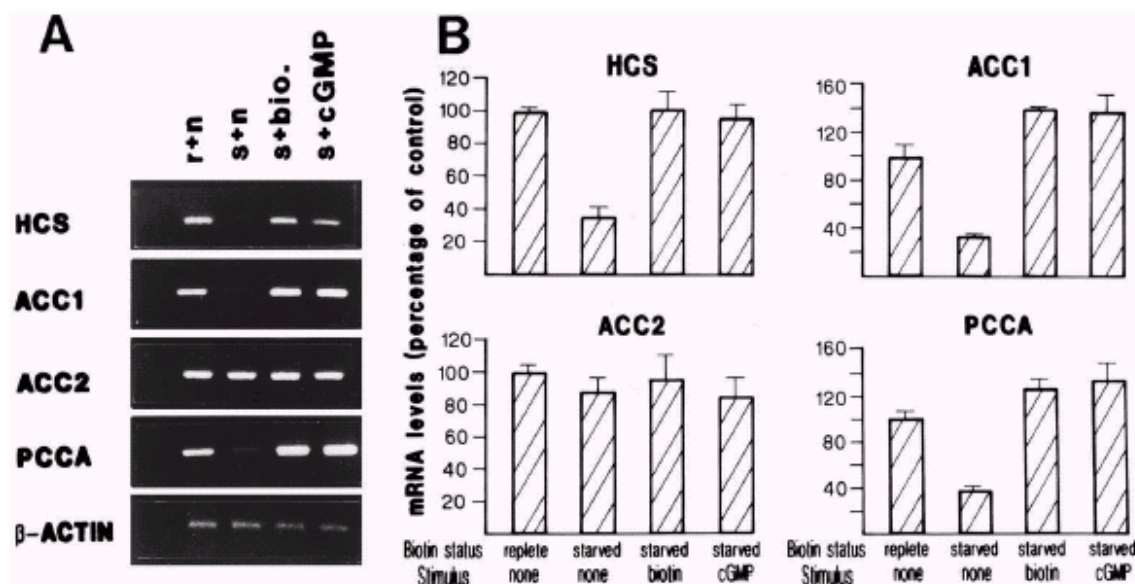 A
r+n
s+n
s+bio.
s+cGMP
HCS
ACC1
ACC2
PCCA
β-ACTIN
B
mRNA levels (percentage of control)
HCS
120
100
80
60
40
20
ACC1
160
120
80
40
ACC2
120
100
80
60
40
20
PCCA
160
120
80
40
Biotin status replete starved starved starved
Stimulus none none biotin cGMP
Biotin status replete starved starved starved
Stimulus none none biotin cGMP